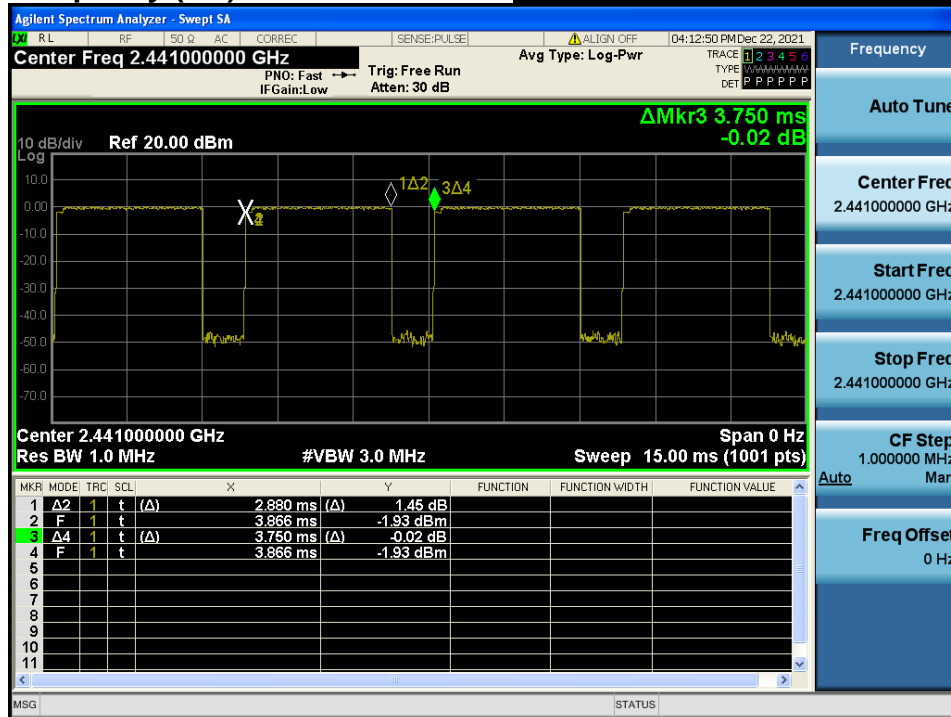 Agilent Spectrum Analyzer - Swept SA
LXI RL RF 50 Ω AC CORREC SENSE:PULSE ALIGN OFF 04:12:50 PM Dec 22, 2021
Center Freq 2.441000000 GHz
PNO: Fast
IFGain:Low
Trig: Free Run
Atten: 30 dB
Avg Type: Log-Pwr
TRACE 1 2 3 4 5 6
TYPE
DET P P P P P P
ΔMkr3 3.750 ms
-0.02 dB
10 dB/div Ref 20.00 dBm
Log
10.0
0.00
-10.0
-20.0
-30.0
-40.0
-50.0
-60.0
-70.0
1Δ2
3Δ4
Center 2.441000000 GHz Span 0 Hz
Res BW 1.0 MHz #VBW 3.0 MHz Sweep 15.00 ms (1001 pts)
MKR MODE TRC SCL X Y FUNCTION FUNCTION WIDTH FUNCTION VALUE
1 Δ2 1 t (Δ) 2.880 ms (Δ) 1.45 dB
2 F 1 t 3.866 ms -1.93 dBm
3 Δ4 1 t (Δ) 3.750 ms (Δ) -0.02 dB
4 F 1 t 3.866 ms -1.93 dBm
5
6
7
8
9
10
11
MSG STATUS
Frequency
Auto Tune
Center Freq
2.441000000 GHz
Start Freq
2.441000000 GHz
Stop Freq
2.441000000 GHz
CF Step
1.000000 MHz
Auto Man
Freq Offset
0 Hz